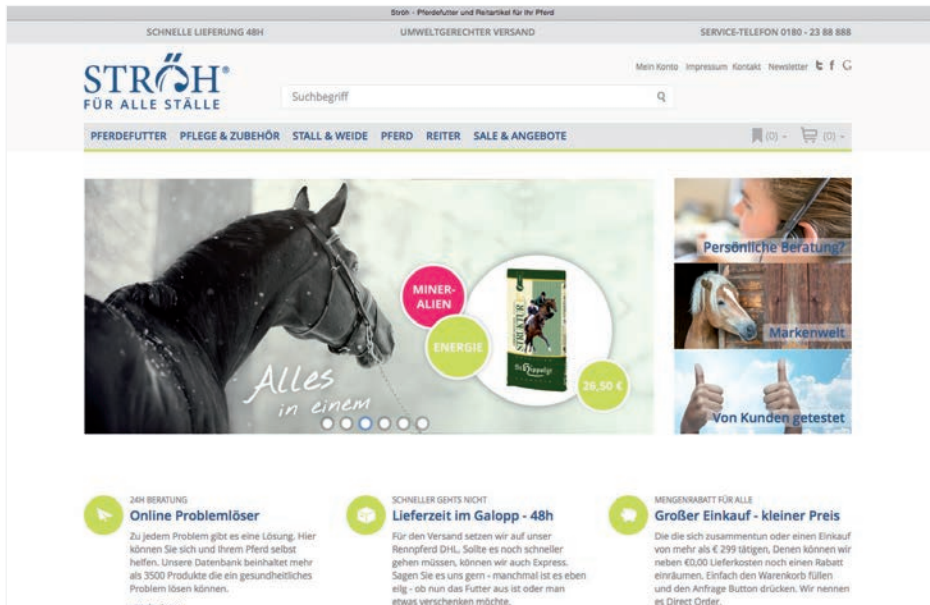 Ströh - Pferdefutter und Reitartikel für Ihr Pferd
SCHNELLE LIEFERUNG 48H UMWELTGERECHTER VERSAND SERVICE-TELEFON 0180 - 23 88 888
Mein Konto Impressum Kontakt Newsletter
STRÖH®
FÜR ALLE STÄLLE
Suchbegriff
PFERDEFUTTER PFLEGE & ZUBEHÖR STALL & WEIDE PFERD REITER SALE & ANGEBOTE (0) (0)
Persönliche Beratung?
MINER-
ALIEN
STRUKTUR
ENERGIE
Markenwelt
26,50 €
Alles
in einem
Von Kunden getestet
24H BERATUNG
Online Problemlöser
Zu jedem Problem gibt es eine Lösung. Hier
können Sie sich und Ihrem Pferd selbst
helfen. Unsere Datenbank beinhaltet mehr
als 3500 Produkte die ein gesundheitliches
Problem lösen können.
SCHNELLER GEHTS NICHT
Lieferzeit im Galopp - 48h
Für den Versand setzen wir auf unser
Rennpferd DHL. Sollte es noch schneller
gehen müssen, können wir auch Express.
Sagen Sie es uns gern - manchmal ist es eben
eilig - ob nun das Futter aus ist oder man
etwas verschenken möchte.
MENGENRABATT FÜR ALLE
Großer Einkauf - kleiner Preis
Die die sich zusammentun oder einen Einkauf
von mehr als € 299 tätigen, Denen können wir
neben €0,00 Lieferkosten noch einen Rabatt
einräumen. Einfach den Warenkorb füllen
und den Anfrage Button drücken. Wir nennen
es Direct Order.